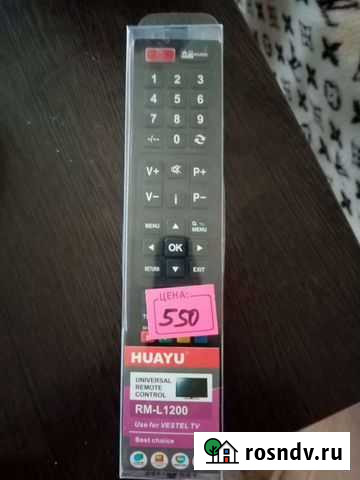 1 2 3
4 5 6
7 8 9
-/-- 0
V+ P+
V- i P-
MENU Q. MENU
OK
RETURN EXIT
ЦЕНА:
550
HUAYU
UNIVERSAL
REMOTE
CONTROL
RM-L1200
Use for VESTEL TV
Best choice
rosndv.ru